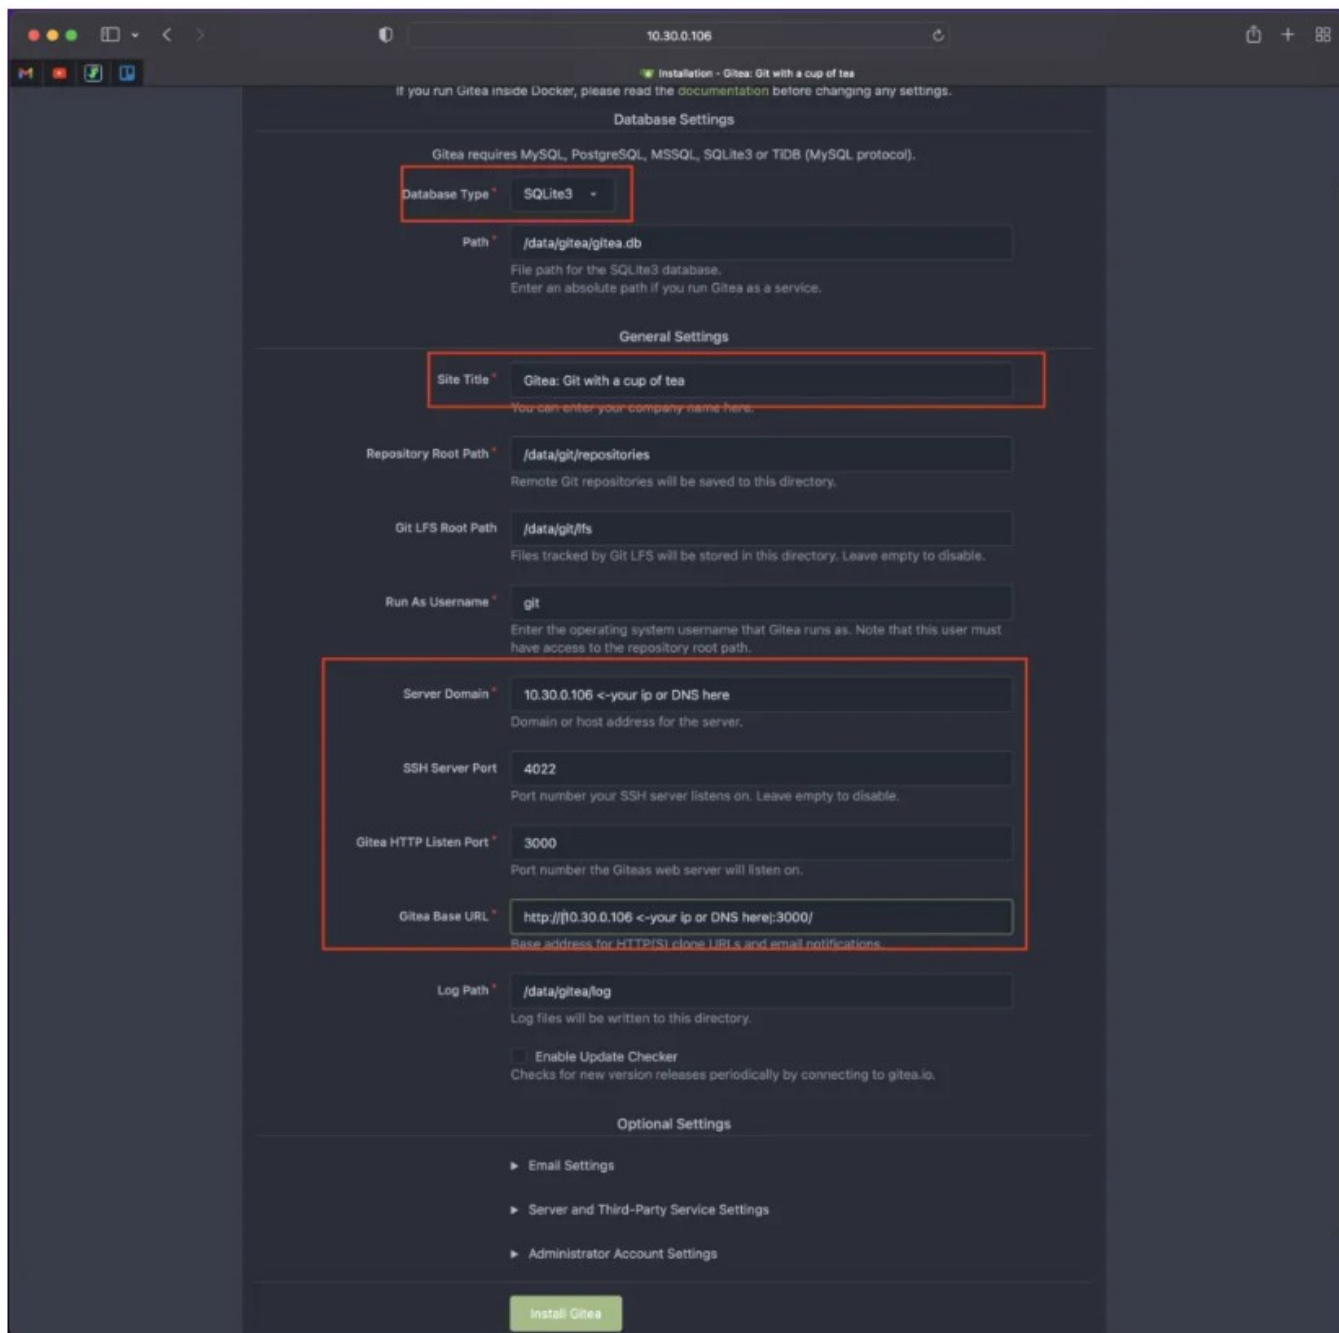 10.30.0.106
Installation - Gitea: Git with a cup of tea
If you run Gitea inside Docker, please read the documentation before changing any settings.
Database Settings
Gitea requires MySQL, PostgreSQL, MSSQL, SQLite3 or TiDB (MySQL protocol).
Database Type * SQLite3
Path * /data/gitea/gitea.db
File path for the SQLite3 database.
Enter an absolute path if you run Gitea as a service.
General Settings
Site Title * Gitea: Git with a cup of tea
You can enter your company name here.
Repository Root Path * /data/git/repositories
Remote Git repositories will be saved to this directory.
Git LFS Root Path /data/git/lfs
Files tracked by Git LFS will be stored in this directory. Leave empty to disable.
Run As Username * git
Enter the operating system username that Gitea runs as. Note that this user must
have access to the repository root path.
Server Domain * 10.30.0.106 <-your ip or DNS here
Domain or host address for the server.
SSH Server Port 4022
Port number your SSH server listens on. Leave empty to disable.
Gitea HTTP Listen Port * 3000
Port number the Giteas web server will listen on.
Gitea Base URL * http://|10.30.0.106 <-your ip or DNS here|:3000/
Base address for HTTP(S) clone URLs and email notifications.
Log Path * /data/gitea/log
Log files will be written to this directory.
Enable Update Checker
Checks for new version releases periodically by connecting to gitea.io.
Optional Settings
Email Settings
Server and Third-Party Service Settings
Administrator Account Settings
Install Gitea